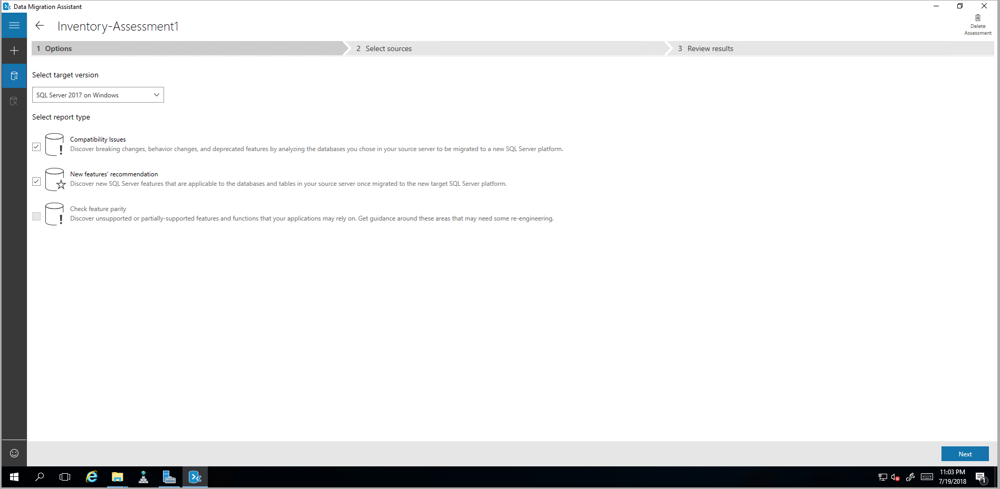 Data Migration Assistant
Inventory-Assessment1
Delete
Assessment
1 Options
2 Select sources
3 Review results
Select target version
SQL Server 2017 on Windows
Select report type
Compatibility Issues
Discover breaking changes, behavior changes, and deprecated features by analyzing the databases you chose in your source server to be migrated to a new SQL Server platform.
New features' recommendation
Discover new SQL Server features that are applicable to the databases and tables in your source server once migrated to the new target SQL Server platform.
Check feature parity
Discover unsupported or partially-supported features and functions that your applications may rely on. Get guidance around these areas that may need some re-engineering.
Next
11:03 PM
7/19/2018
1